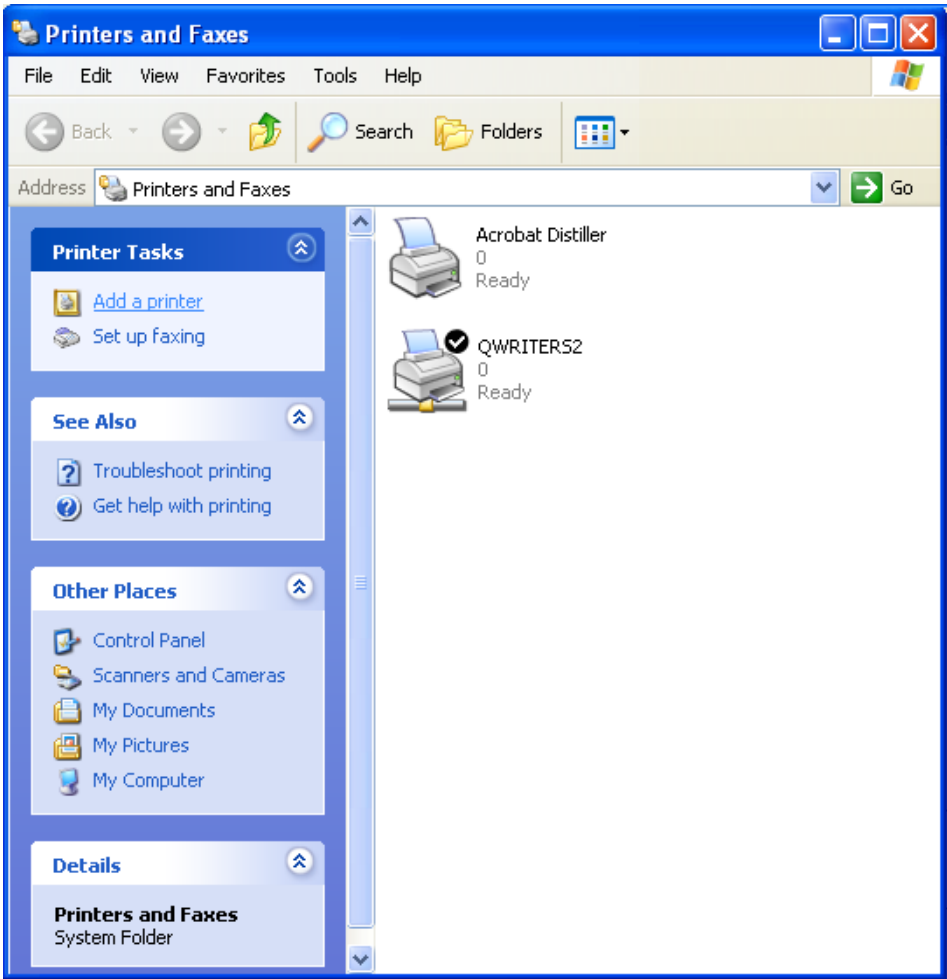 Printers and Faxes
File Edit View Favorites Tools Help
Back Search Folders
Address Printers and Faxes Go
Printer Tasks
Add a printer
Set up faxing
See Also
Troubleshoot printing
Get help with printing
Other Places
Control Panel
Scanners and Cameras
My Documents
My Pictures
My Computer
Details
Printers and Faxes
System Folder
Acrobat Distiller
0
Ready
QWRITERS2
0
Ready